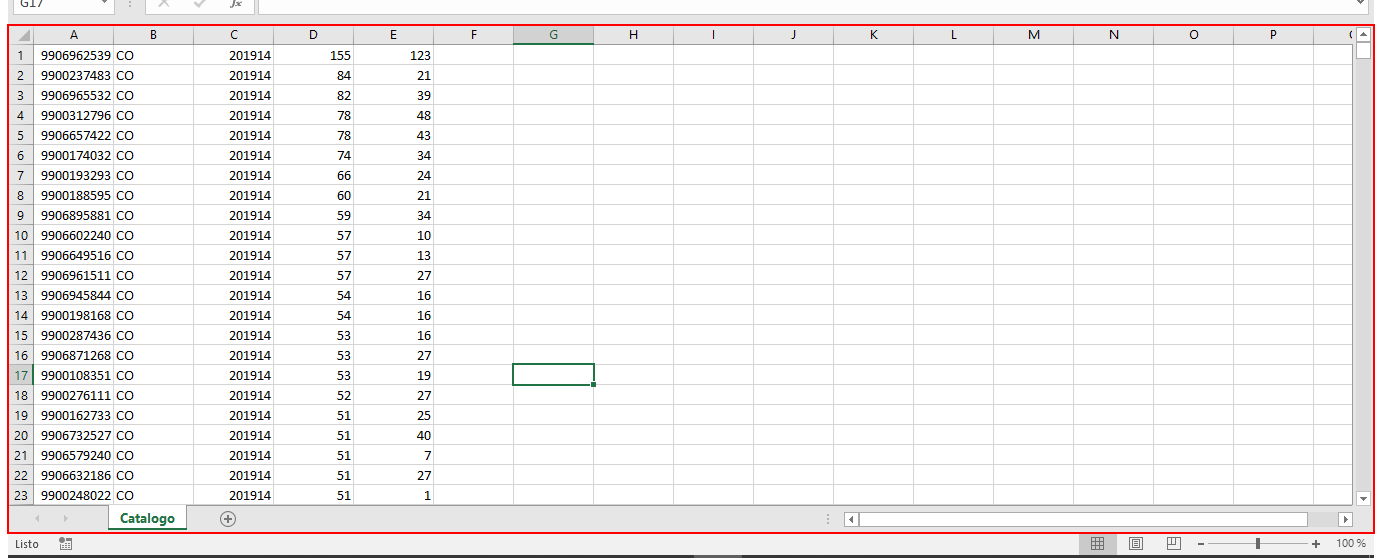 G17 fx
A B C D E F G H I J K L M N O P
1 9906962539 CO 201914 155 123
2 9900237483 CO 201914 84 21
3 9906965532 CO 201914 82 39
4 9900312796 CO 201914 78 48
5 9906657422 CO 201914 78 43
6 9900174032 CO 201914 74 34
7 9900193293 CO 201914 66 24
8 9900188595 CO 201914 60 21
9 9906895881 CO 201914 59 34
10 9906602240 CO 201914 57 10
11 9906649516 CO 201914 57 13
12 9906961511 CO 201914 57 27
13 9906945844 CO 201914 54 16
14 9900198168 CO 201914 54 16
15 9900287436 CO 201914 53 16
16 9906871268 CO 201914 53 27
17 9900108351 CO 201914 53 19
18 9900276111 CO 201914 52 27
19 9900162733 CO 201914 51 25
20 9906732527 CO 201914 51 40
21 9906579240 CO 201914 51 7
22 9906632186 CO 201914 51 27
23 9900248022 CO 201914 51 1
Catalogo
Listo 100 %